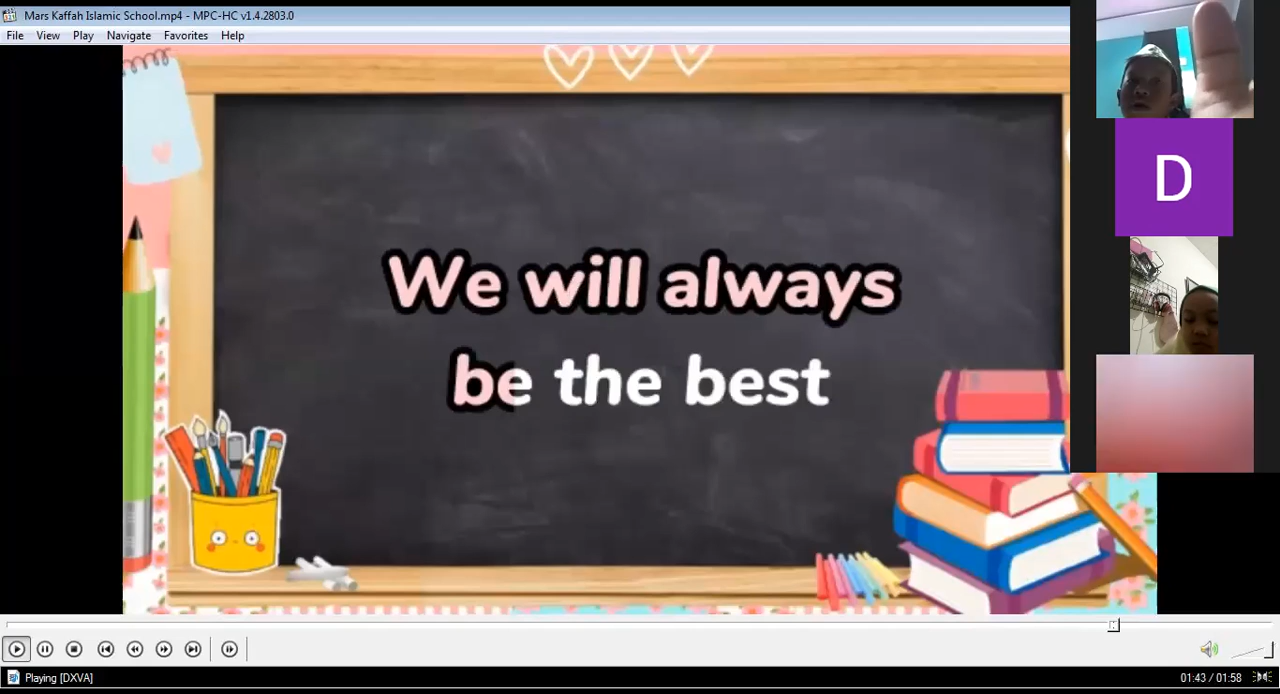 Mars Kaffah Islamic School.mp4 - MPC-HC v1.4.2803.0
File View Play Navigate Favorites Help
We will always
be the best
D
Playing [DXVA]
01:43 / 01:58